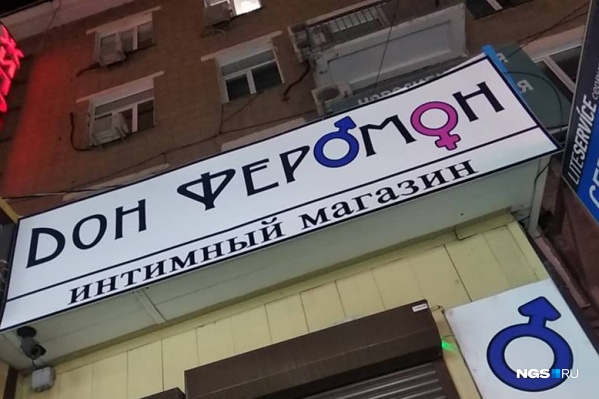 ДОН ФЕРОМОН
ИНТИМНЫЙ МАГАЗИН
LITESERVICE
NGS.RU